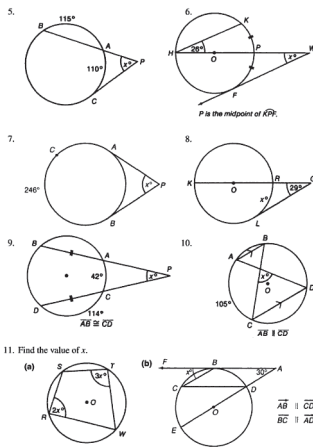 5.
115°
B
A
110°
x°
P
C
6.
K
H
26°
O
P
x°
W
F
P is the midpoint of KPF.
7.
C
A
246°
x°
P
B
8.
K
O
R
29°
x°
L
9.
B
A
42°
x°
P
D
C
114°
AB ≅ CD
10.
B
A
x°
O
D
105°
C
AB ∥ CD
11. Find the value of x.
(a)
S
T
3x°
O
2x°
R
W
(b)
F
B
A
x°
30°
C
D
O
E
AB ∥ CD
BC ∥ AD